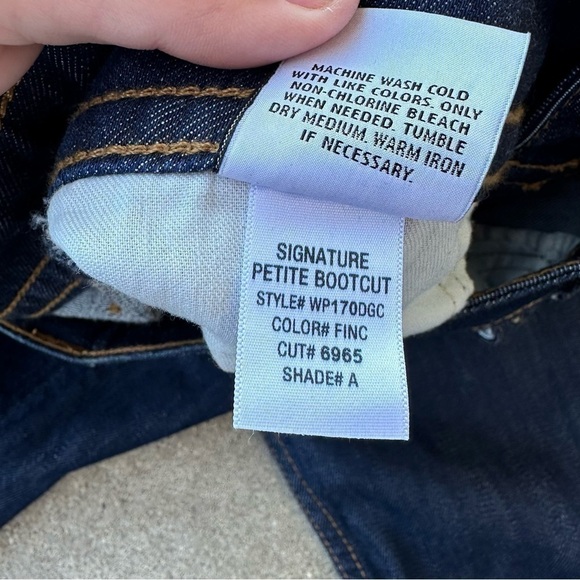 MACHINE WASH COLD
WITH LIKE COLORS. ONLY
NON-CHLORINE BLEACH
WHEN NEEDED. TUMBLE
DRY MEDIUM. WARM IRON
IF NECESSARY.
SIGNATURE
PETITE BOOTCUT
STYLE# WP170DGC
COLOR# FINC
CUT# 6965
SHADE# A